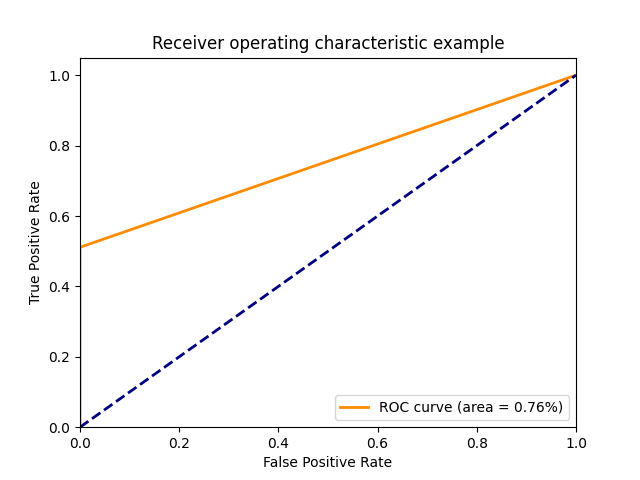 Receiver operating characteristic example
True Positive Rate
1.0
0.8
0.6
0.4
0.2
0.0
ROC curve (area = 0.76%)
0.0 0.2 0.4 0.6 0.8 1.0
False Positive Rate